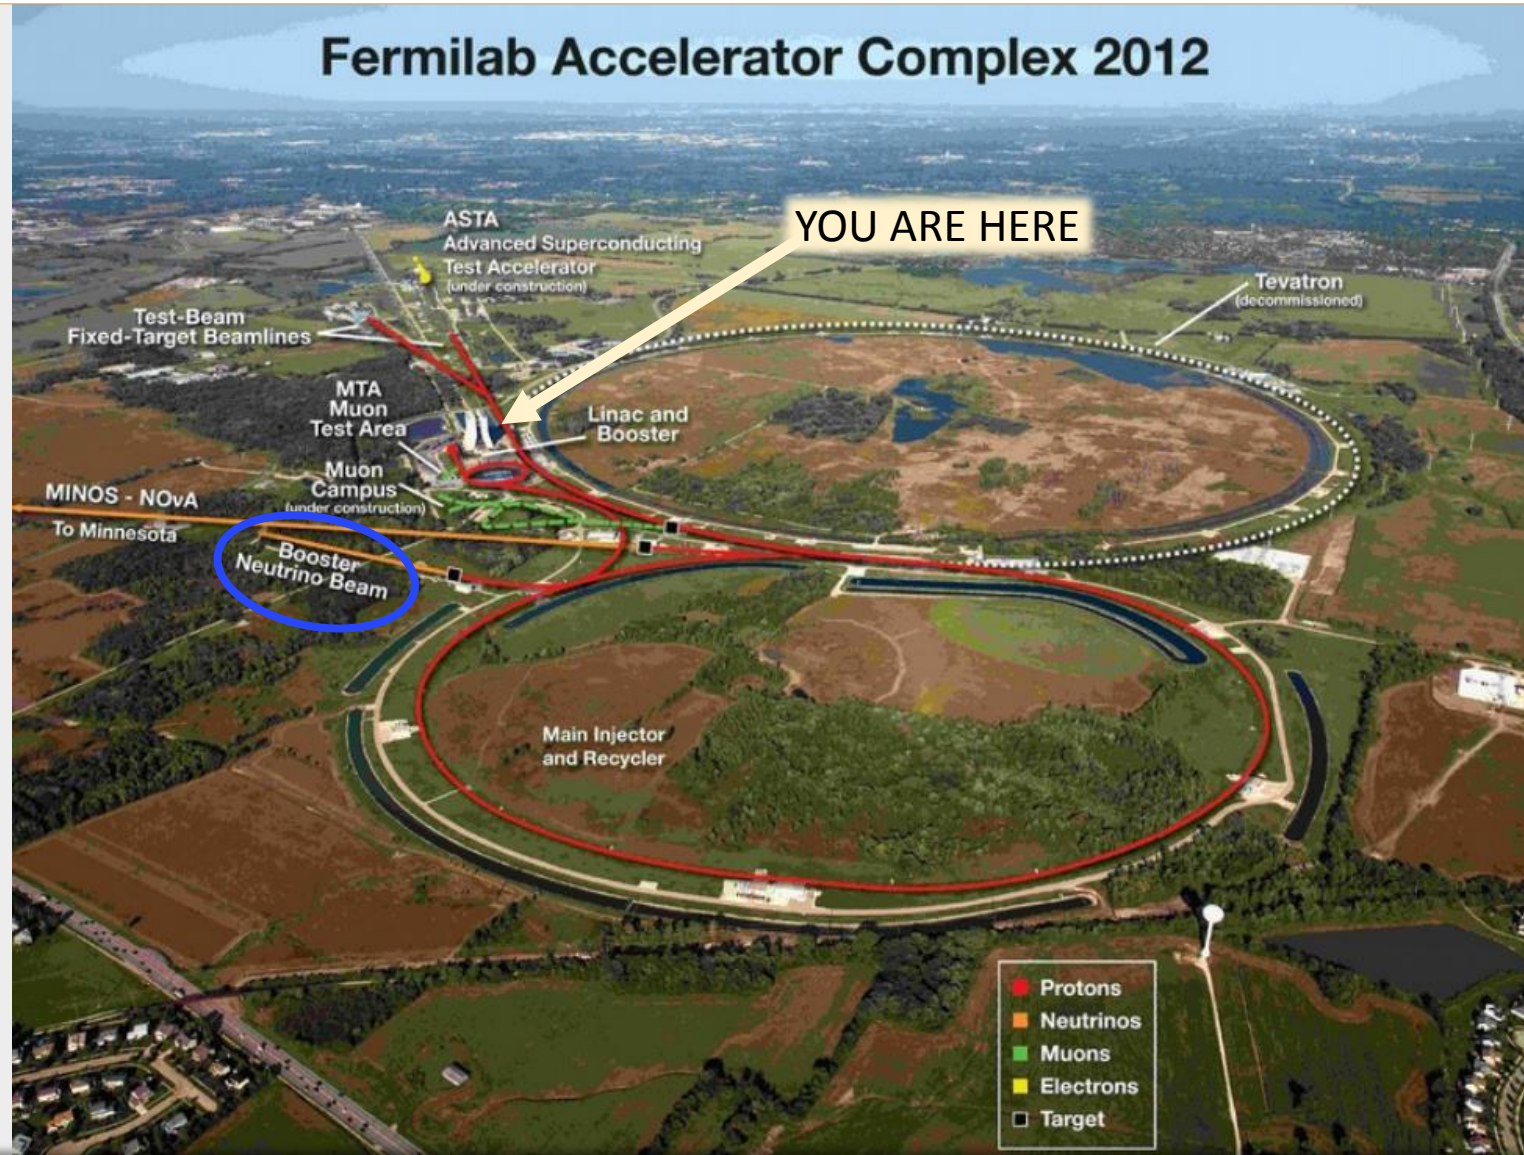 Fermilab Accelerator Complex 2012
YOU ARE HERE
ASTA
Advanced Superconducting
Test Accelerator
(under construction)
Tevatron
(decommissioned)
Test-Beam
Fixed-Target Beamlines
MTA
Muon
Test Area
Linac and
Booster
Muon
Campus
(under construction)
MINOS - NOvA
To Minnesota
Booster
Neutrino Beam
Main Injector
and Recycler
Protons
Neutrinos
Muons
Electrons
Target